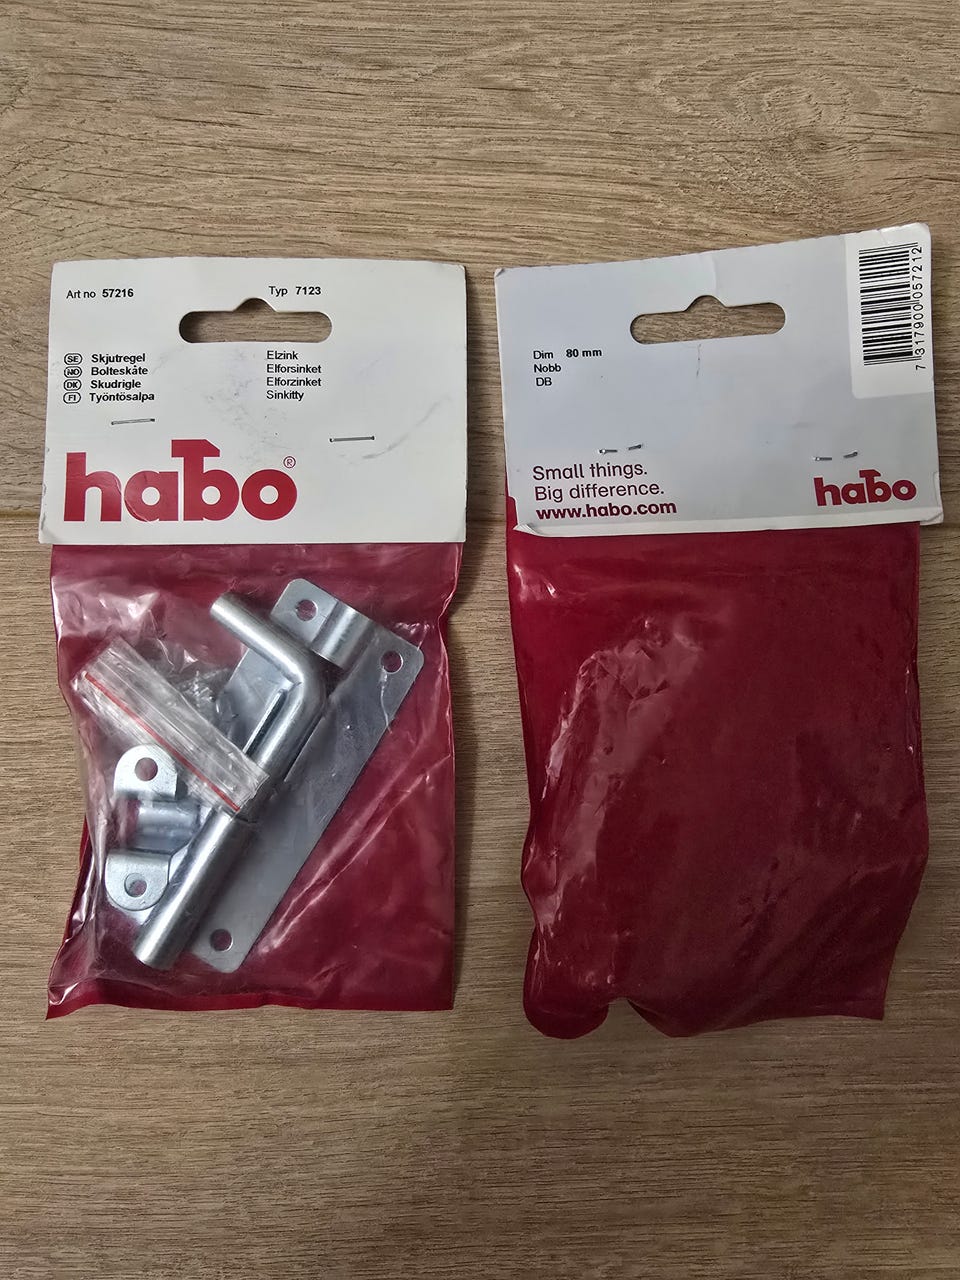 Art no 57216
Typ 7123
SE Skjutregel Elzink
NO Bolteskåte Elforsinket
DK Skudrigle Elforzinket
FI Työntösalpa Sinkitty
habo®
Dim 80 mm
Nobb
DB
7 317900 057212
Small things.
Big difference.
www.habo.com
habo